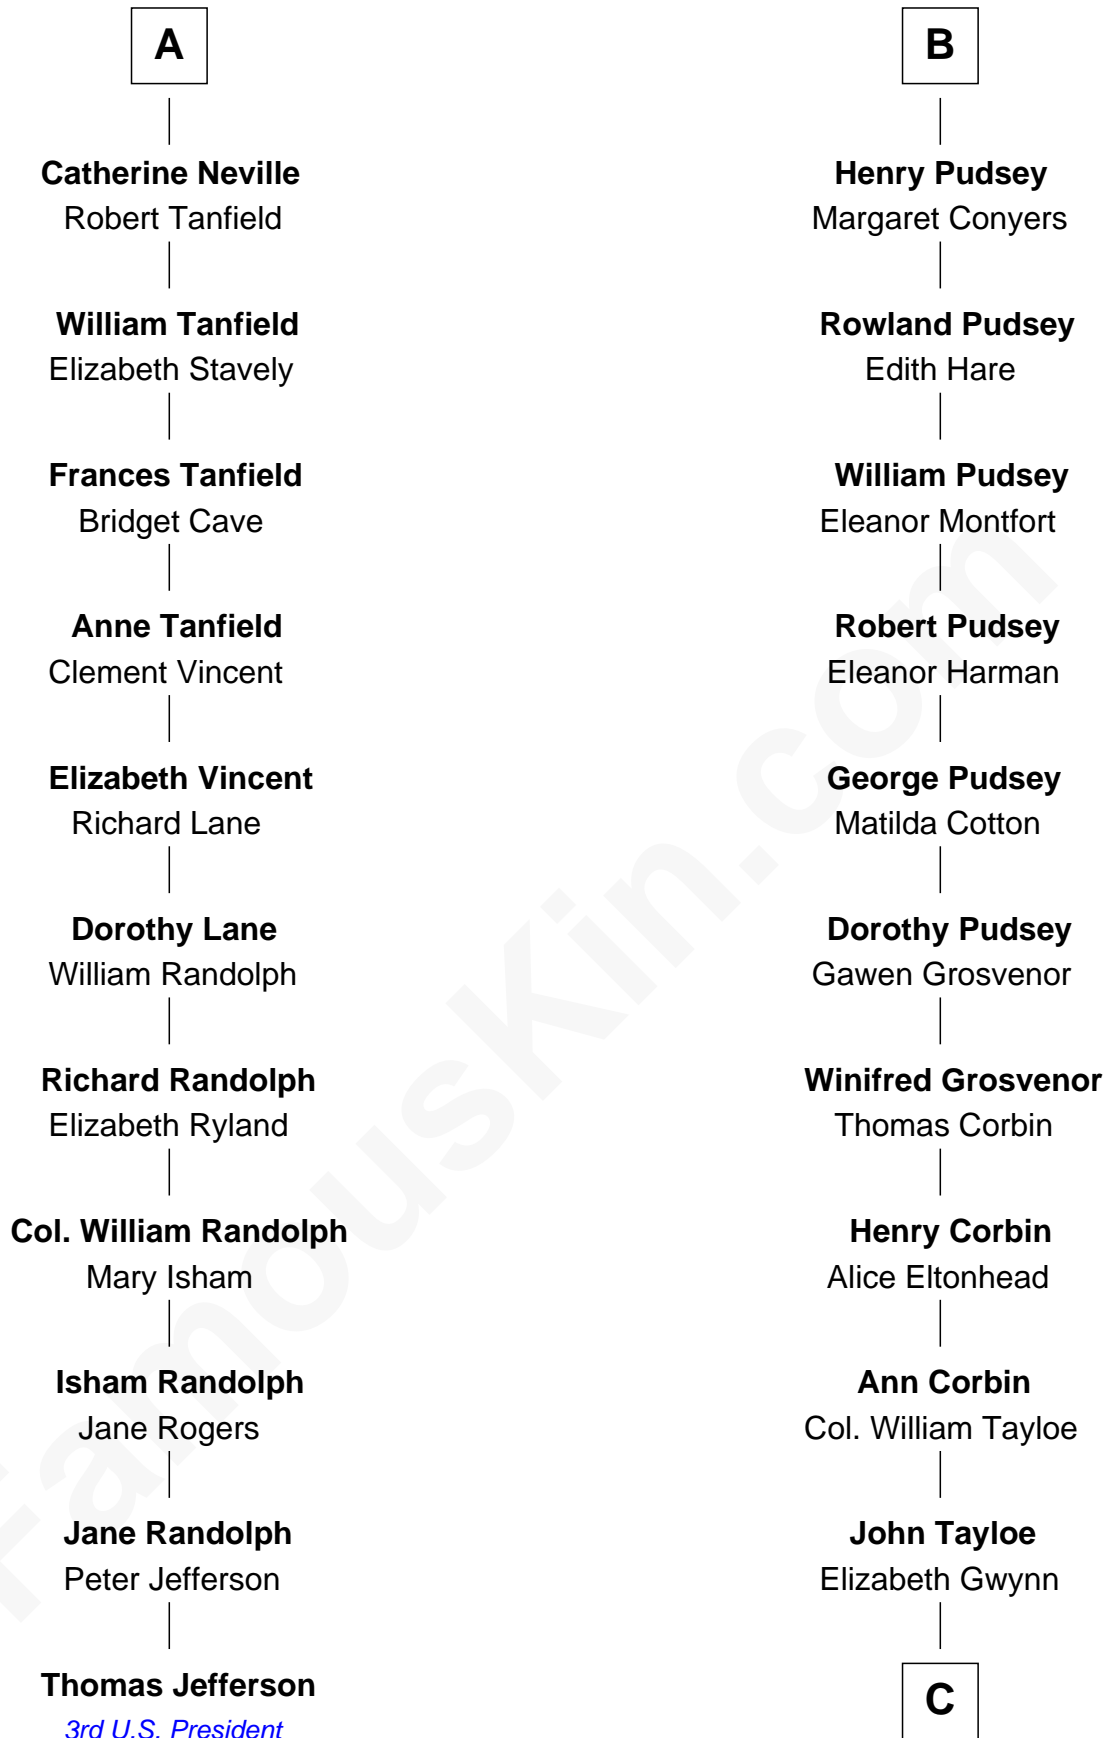 A
Catherine Neville
Robert Tanfield
William Tanfield
Elizabeth Stavely
Frances Tanfield
Bridget Cave
Anne Tanfield
Clement Vincent
Elizabeth Vincent
Richard Lane
Dorothy Lane
William Randolph
Richard Randolph
Elizabeth Ryland
Col. William Randolph
Mary Isham
Isham Randolph
Jane Rogers
Jane Randolph
Peter Jefferson
Thomas Jefferson
3rd U.S. President
B
Henry Pudsey
Margaret Conyers
Rowland Pudsey
Edith Hare
William Pudsey
Eleanor Montfort
Robert Pudsey
Eleanor Harman
George Pudsey
Matilda Cotton
Dorothy Pudsey
Gawen Grosvenor
Winifred Grosvenor
Thomas Corbin
Henry Corbin
Alice Eltonhead
Ann Corbin
Col. William Tayloe
John Tayloe
Elizabeth Gwynn
C
FamousKin.com